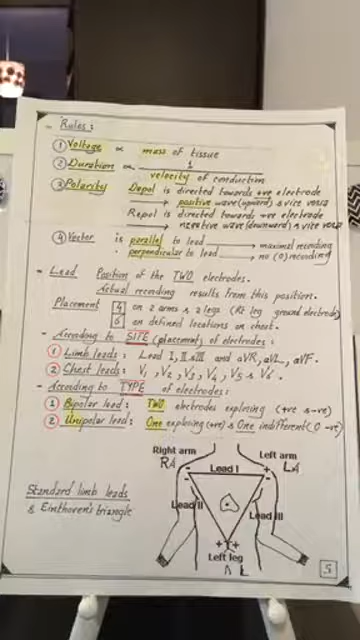 - Rules:
① Voltage ∝ mass of tissue
② Duration ∝ 1
velocity of conduction
③ Polarity Depol is directed towards +ve electrode
→ positive wave (upward) & vice versa
Repol is directed towards +ve electrode
→ negative wave (downward) & vice versa
④ Vector is parallel to lead → maximal recording
perpendicular to lead → no (0) recording
- Lead Position of the TWO electrodes.
Actual recording results from this position.
Placement 4 on 2 arms & 2 legs (Rt leg ground electrode)
6 on defined locations on chest.
- According to SITE (placement) of electrodes:
① Limb leads: Lead I, II & III and aVR, aVL, aVF.
② Chest leads: V1, V2, V3, V4, V5 & V6.
- According to TYPE of electrodes:
① Bipolar lead: TWO electrodes exploring (+ve & -ve)
② Unipolar lead: One exploring (+ve) & One indifferent (0 -ve)
Right arm Left arm
RA LA
Lead I
- - - +
Standard limb leads
& Einthoven's triangle
Lead II Lead III
+ +
Left leg
L
5